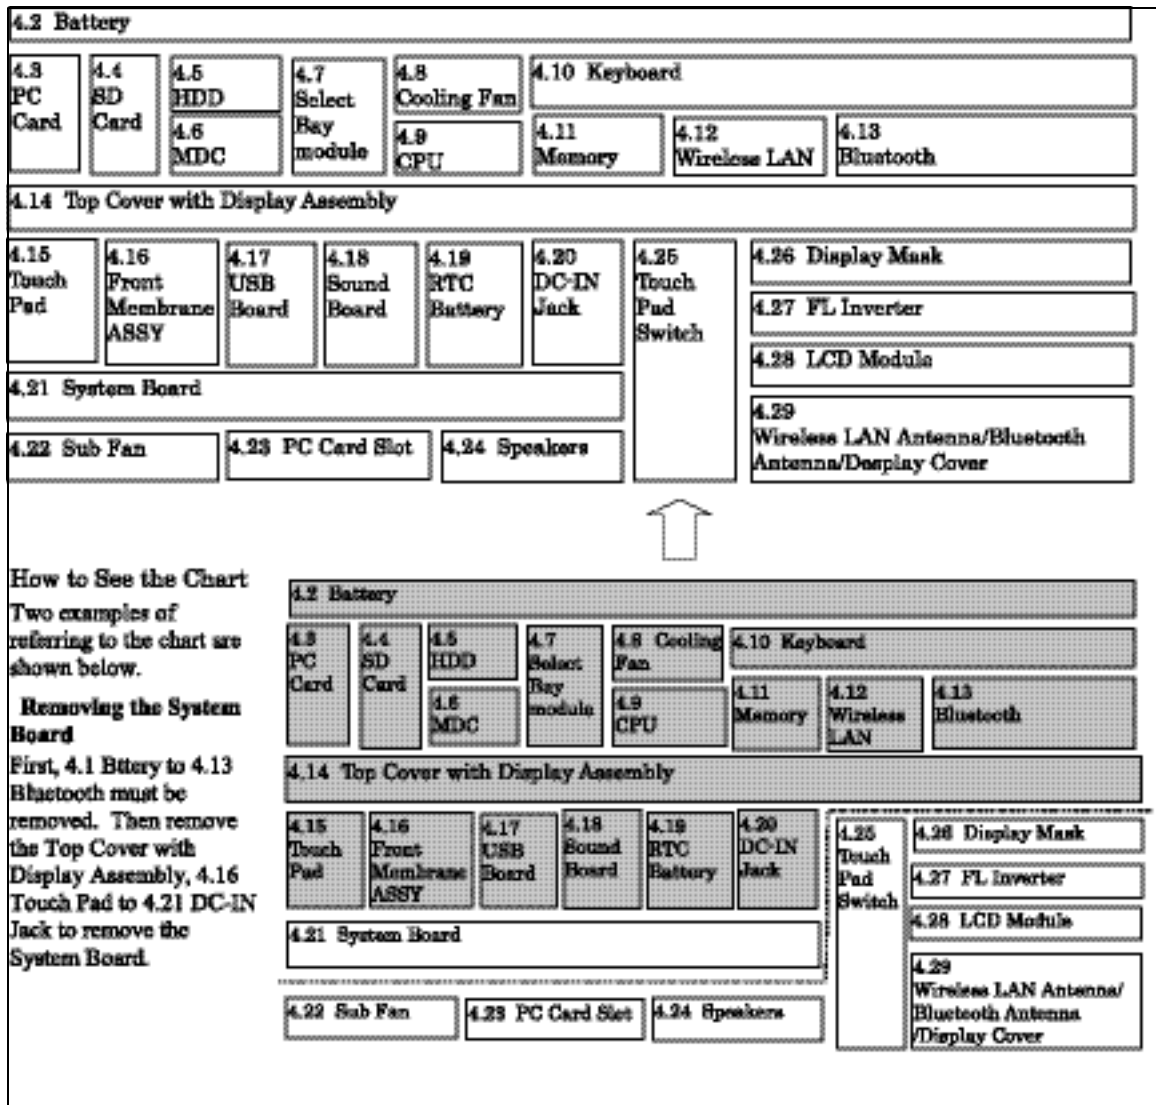 4.2 Battery
4.3
PC
Card
4.4
SD
Card
4.5
HDD
4.6
MDC
4.7
Select
Bay
module
4.8
Cooling Fan
4.9
CPU
4.10 Keyboard
4.11
Memory
4.12
Wireless LAN
4.13
Bluetooth
4.14 Top Cover with Display Assembly
4.15
Touch
Pad
4.16
Front
Membrane
ASSY
4.17
USB
Board
4.18
Sound
Board
4.19
RTC
Battery
4.20
DC-IN
Jack
4.25
Touch
Pad
Switch
4.26 Display Mask
4.27 FL Inverter
4.28 LCD Module
4.29
Wireless LAN Antenna/Bluetooth
Antenna/Desplay Cover
4.21 System Board
4.22 Sub Fan
4.23 PC Card Slot
4.24 Speakers
How to See the Chart
Two examples of
referring to the chart are
shown below.
Removing the System
Board
First, 4.1 Bttery to 4.13
Bluetooth must be
removed. Then remove
the Top Cover with
Display Assembly, 4.16
Touch Pad to 4.21 DC-IN
Jack to remove the
System Board.
4.2 Battery
4.3
PC
Card
4.4
SD
Card
4.5
HDD
4.6
MDC
4.7
Select
Bay
module
4.8 Cooling
Fan
4.9
CPU
4.10 Keyboard
4.11
Memory
4.12
Wireless
LAN
4.13
Bluetooth
4.14 Top Cover with Display Assembly
4.15
Touch
Pad
4.16
Front
Membrane
ASSY
4.17
USB
Board
4.18
Sound
Board
4.19
RTC
Battery
4.20
DC-IN
Jack
4.25
Touch
Pad
Switch
4.26 Display Mask
4.27 FL Inverter
4.28 LCD Module
4.29
Wireless LAN Antenna/
Bluetooth Antenna
/Display Cover
4.21 System Board
4.22 Sub Fan
4.23 PC Card Slot
4.24 Speakers